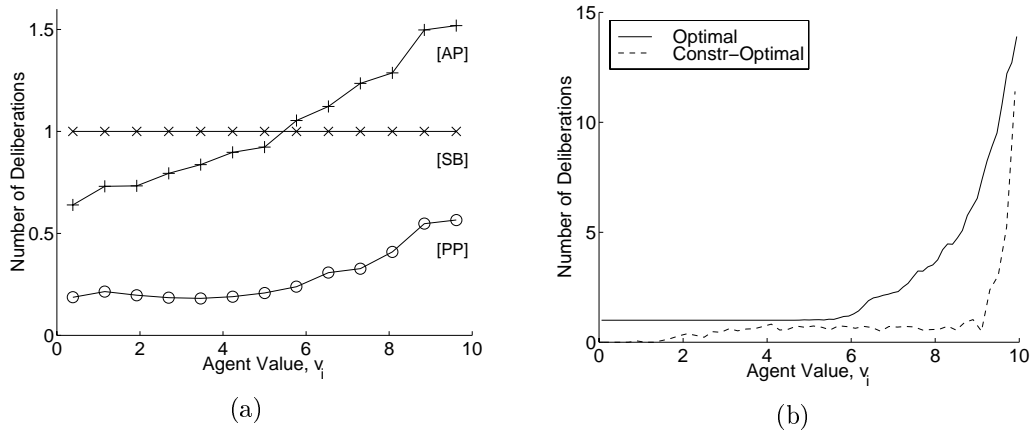 1.5
1
0.5
0
Number of Deliberations
[AP]
[SB]
[PP]
0 2 4 6 8 10
Agent Value, v_i
(a)
15
10
5
0
Number of Deliberations
Optimal
Constr-Optimal
0 2 4 6 8 10
Agent Value, v_i
(b)